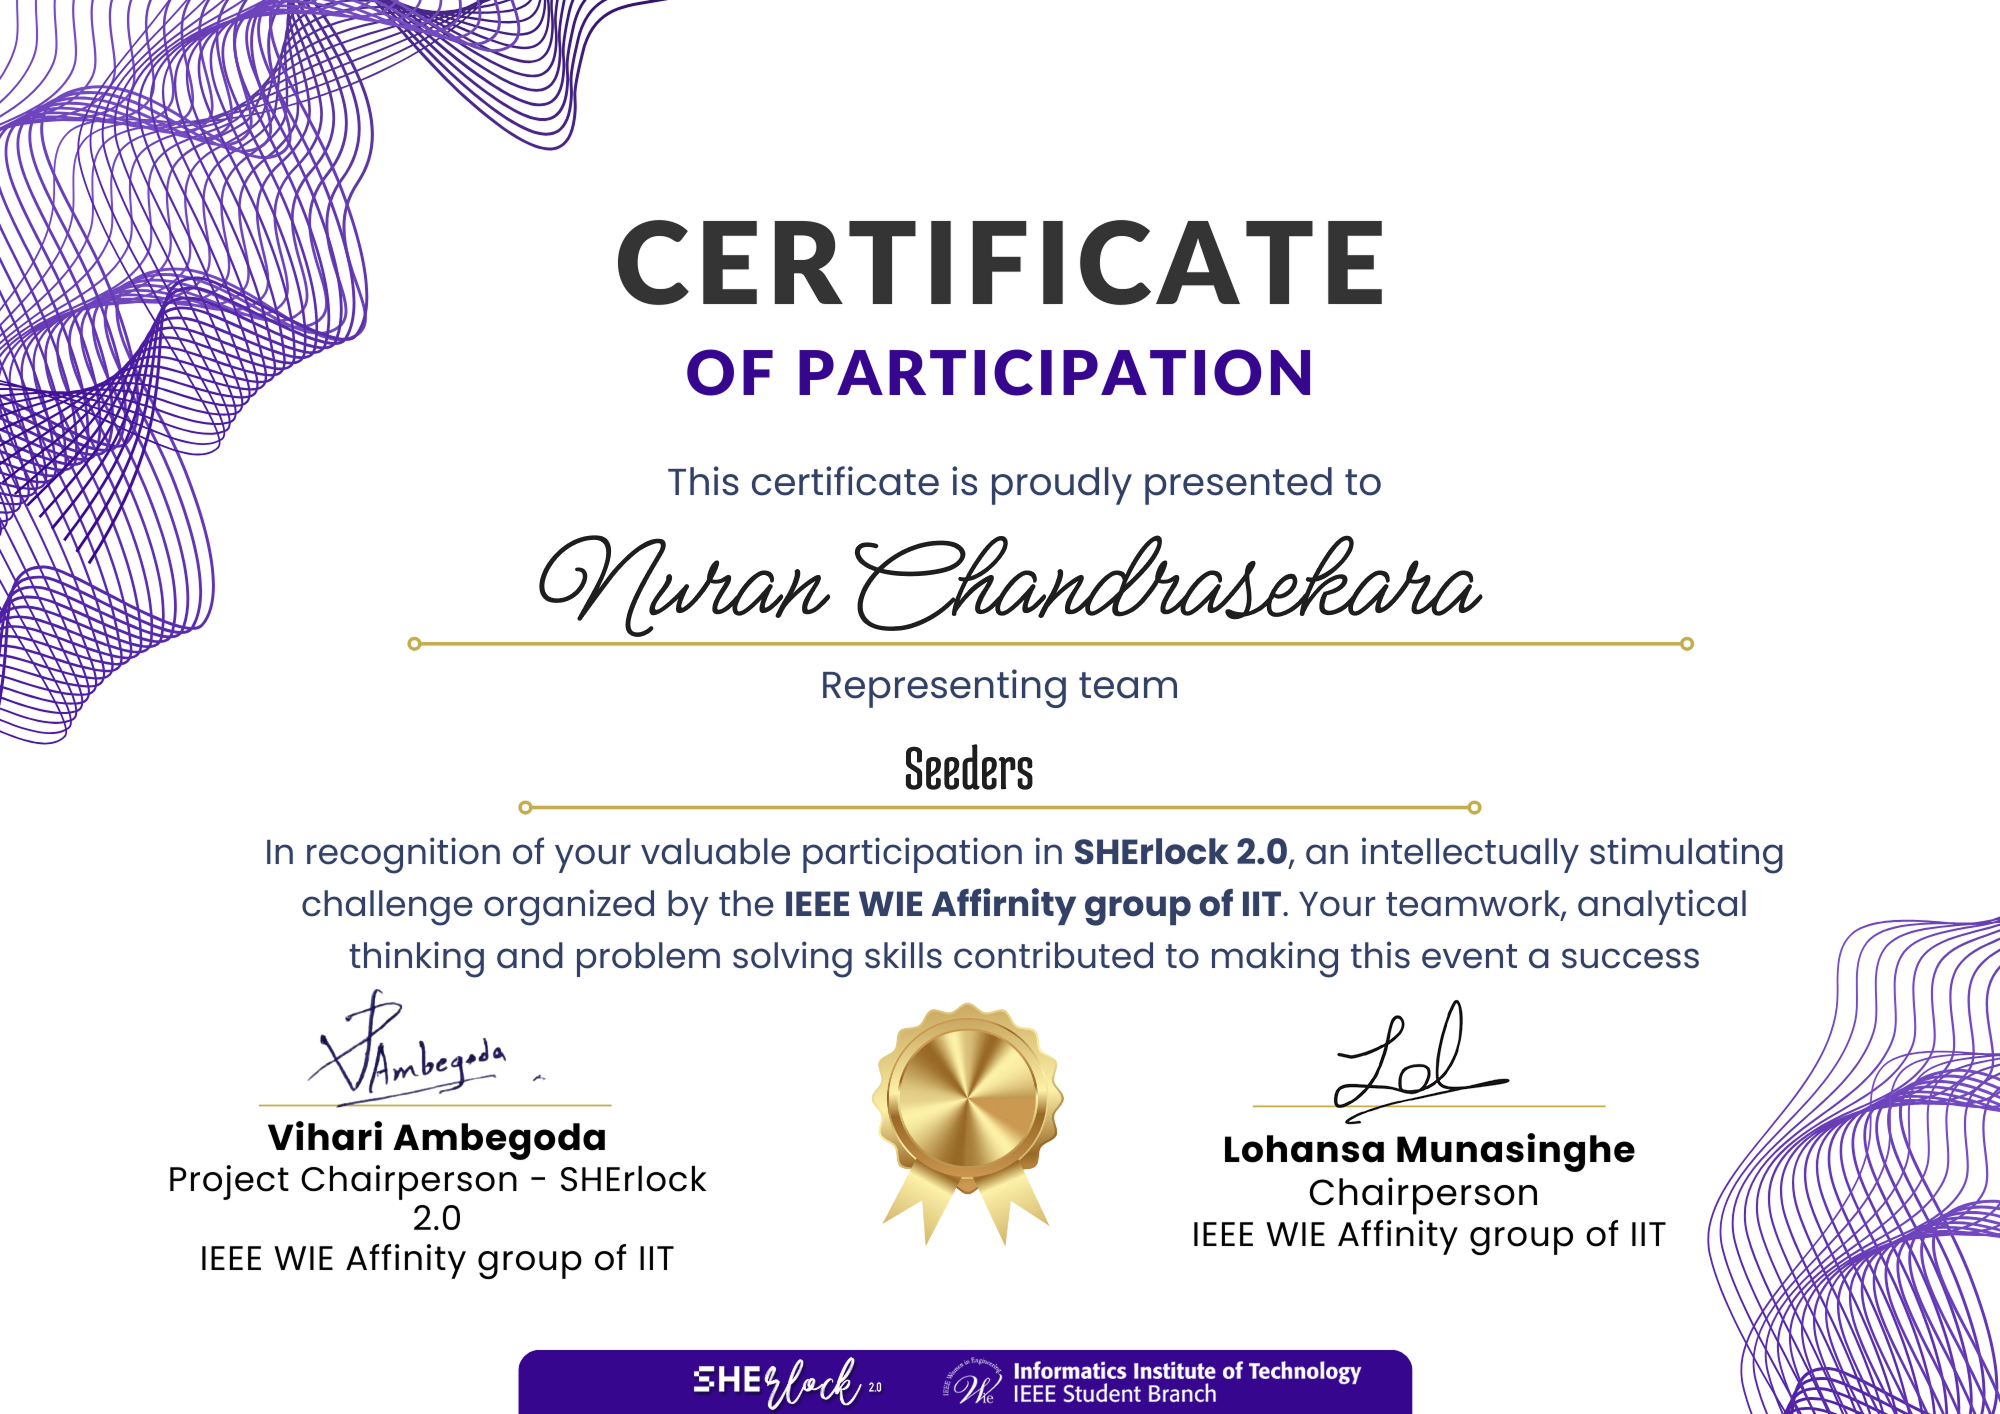 CERTIFICATE
OF PARTICIPATION
This certificate is proudly presented to
Nuran Chandrasekara
Representing team
Seeders
In recognition of your valuable participation in SHErlock 2.0, an intellectually stimulating
challenge organized by the IEEE WIE Affirnity group of IIT. Your teamwork, analytical
thinking and problem solving skills contributed to making this event a success
VAmbegoda
Vihari Ambegoda
Project Chairperson - SHErlock
2.0
IEEE WIE Affinity group of IIT
Lol
Lohansa Munasinghe
Chairperson
IEEE WIE Affinity group of IIT
SHErlock 2.0
IEEE Women in Engineering
Wie
Informatics Institute of Technology
IEEE Student Branch